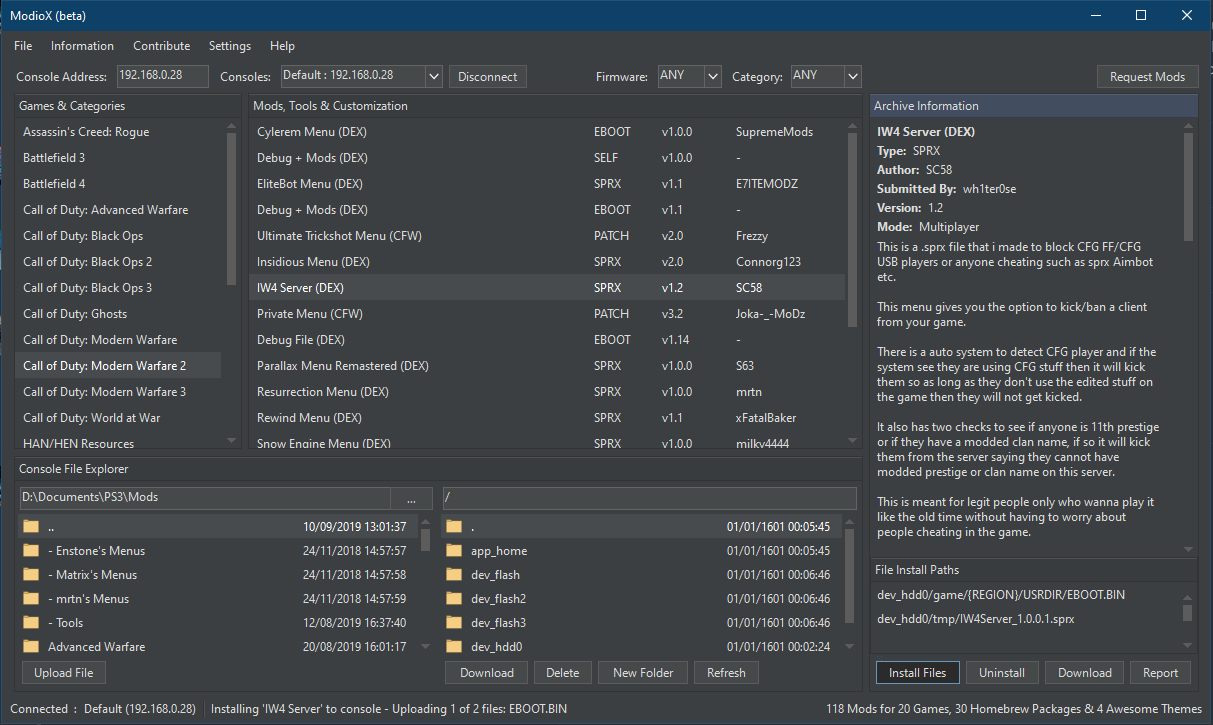 ModioX (beta)
File Information Contribute Settings Help
Console Address: 192.168.0.28 Consoles: Default : 192.168.0.28 Disconnect Firmware: ANY Category: ANY Request Mods
Games & Categories
Assassin's Creed: Rogue
Battlefield 3
Battlefield 4
Call of Duty: Advanced Warfare
Call of Duty: Black Ops
Call of Duty: Black Ops 2
Call of Duty: Black Ops 3
Call of Duty: Ghosts
Call of Duty: Modern Warfare
Call of Duty: Modern Warfare 2
Call of Duty: Modern Warfare 3
Call of Duty: World at War
HAN/HEN Resources
Mods, Tools & Customization
Cylerem Menu (DEX) EBOOT v1.0.0 SupremeMods
Debug + Mods (DEX) SELF v1.0.0 -
EliteBot Menu (DEX) SPRX v1.1 E7ITEMODZ
Debug + Mods (DEX) EBOOT v1.1 -
Ultimate Trickshot Menu (CFW) PATCH v2.0 Frezzy
Insidious Menu (DEX) SPRX v2.0 Connorg123
IW4 Server (DEX) SPRX v1.2 SC58
Private Menu (CFW) PATCH v3.2 Joka-_-MoDz
Debug File (DEX) EBOOT v1.14 -
Parallax Menu Remastered (DEX) SPRX v1.0.0 S63
Resurrection Menu (DEX) SPRX v1.0.0 mrtn
Rewind Menu (DEX) SPRX v1.1 xFatalBaker
Snow Engine Menu (DEX) SPRX v1.0.0 milky4444
Archive Information
IW4 Server (DEX)
Type: SPRX
Author: SC58
Submitted By: wh1ter0se
Version: 1.2
Mode: Multiplayer
This is a .sprx file that i made to block CFG FF/CFG
USB players or anyone cheating such as sprx Aimbot
etc.
This menu gives you the option to kick/ban a client
from your game.
There is a auto system to detect CFG player and if the
system see they are using CFG stuff then it will kick
them so as long as they don't use the edited stuff on
the game then they will not get kicked.
It also has two checks to see if anyone is 11th prestige
or if they have a modded clan name, if so it will kick
them from the server saying they cannot have
modded prestige or clan name on this server.
This is meant for legit people only who wanna play it
like the old time without having to worry about
people cheating in the game.
File Install Paths
dev_hdd0/game/{REGION}/USRDIR/EBOOT.BIN
dev_hdd0/tmp/IW4Server_1.0.0.1.sprx
Install Files Uninstall Download Report
Console File Explorer
D:\Documents\PS3\Mods ...
.. 10/09/2019 13:01:37
- Enstone's Menus 24/11/2018 14:57:57
- Matrix's Menus 24/11/2018 14:57:58
- mrtn's Menus 24/11/2018 14:57:59
- Tools 12/08/2019 16:37:40
Advanced Warfare 20/08/2019 16:01:17
Upload File
/
. 01/01/1601 00:05:45
app_home 01/01/1601 00:05:45
dev_flash 01/01/1601 00:06:46
dev_flash2 01/01/1601 00:06:46
dev_flash3 01/01/1601 00:06:46
dev_hdd0 01/01/1601 00:02:24
Download Delete New Folder Refresh
Connected : Default (192.168.0.28) Installing 'IW4 Server' to console - Uploading 1 of 2 files: EBOOT.BIN 118 Mods for 20 Games, 30 Homebrew Packages & 4 Awesome Themes